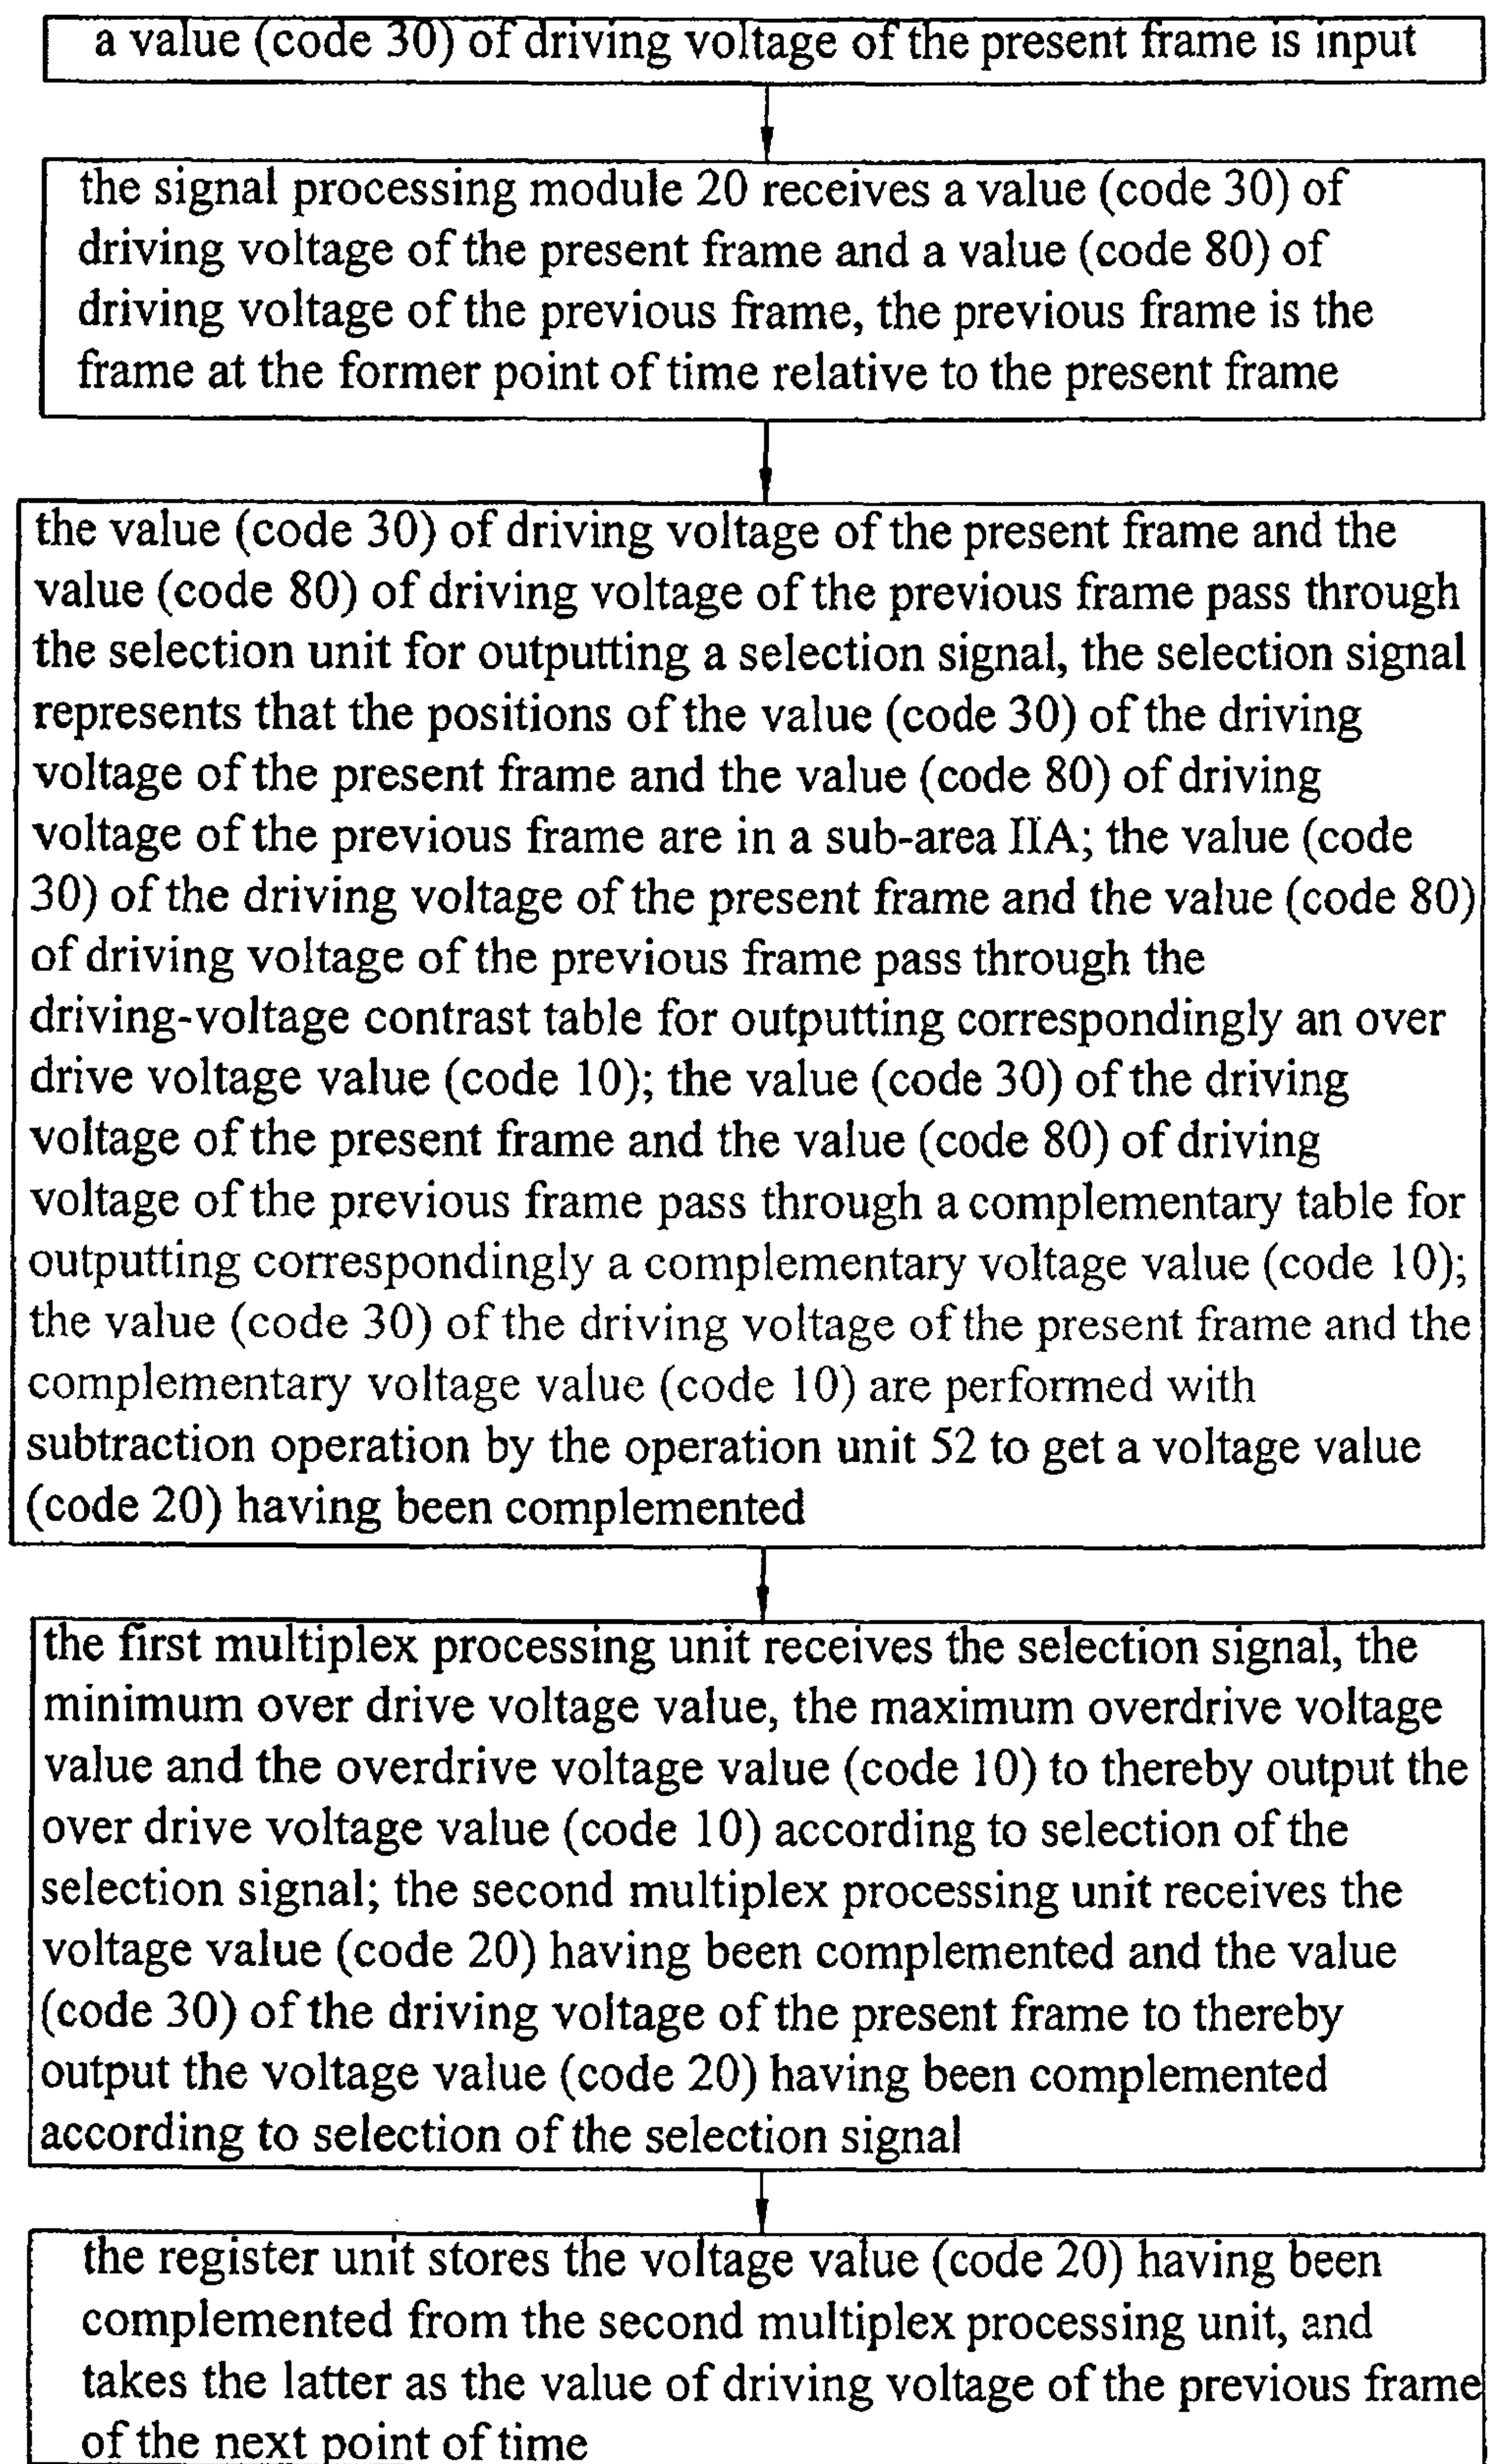 a value (code 30) of driving voltage of the present frame is input
the signal processing module 20 receives a value (code 30) of
driving voltage of the present frame and a value (code 80) of
driving voltage of the previous frame, the previous frame is the
frame at the former point of time relative to the present frame
the value (code 30) of driving voltage of the present frame and the
value (code 80) of driving voltage of the previous frame pass through
the selection unit for outputting a selection signal, the selection signal
represents that the positions of the value (code 30) of the driving
voltage of the present frame and the value (code 80) of driving
voltage of the previous frame are in a sub-area IIA; the value (code
30) of the driving voltage of the present frame and the value (code 80)
of driving voltage of the previous frame pass through the
driving-voltage contrast table for outputting correspondingly an over
drive voltage value (code 10); the value (code 30) of the driving
voltage of the present frame and the value (code 80) of driving
voltage of the previous frame pass through a complementary table for
outputting correspondingly a complementary voltage value (code 10);
the value (code 30) of the driving voltage of the present frame and the
complementary voltage value (code 10) are performed with
subtraction operation by the operation unit 52 to get a voltage value
(code 20) having been complemented
the first multiplex processing unit receives the selection signal, the
minimum over drive voltage value, the maximum overdrive voltage
value and the overdrive voltage value (code 10) to thereby output the
over drive voltage value (code 10) according to selection of the
selection signal; the second multiplex processing unit receives the
voltage value (code 20) having been complemented and the value
(code 30) of the driving voltage of the present frame to thereby
output the voltage value (code 20) having been complemented
according to selection of the selection signal
the register unit stores the voltage value (code 20) having been
complemented from the second multiplex processing unit, and
takes the latter as the value of driving voltage of the previous frame
of the next point of time